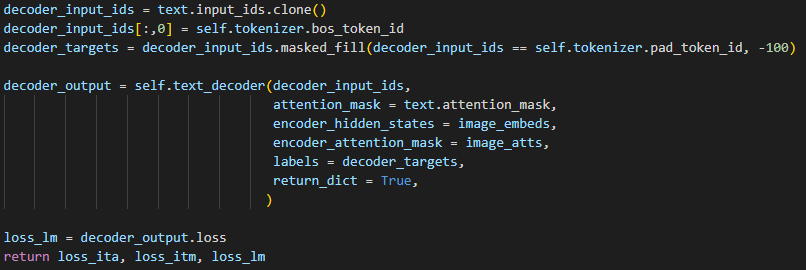 decoder_input_ids = text.input_ids.clone()
decoder_input_ids[:,0] = self.tokenizer.bos_token_id
decoder_targets = decoder_input_ids.masked_fill(decoder_input_ids == self.tokenizer.pad_token_id, -100)
decoder_output = self.text_decoder(decoder_input_ids,
attention_mask = text.attention_mask,
encoder_hidden_states = image_embeds,
encoder_attention_mask = image_atts,
labels = decoder_targets,
return_dict = True,
)
loss_lm = decoder_output.loss
return loss_ita, loss_itm, loss_lm